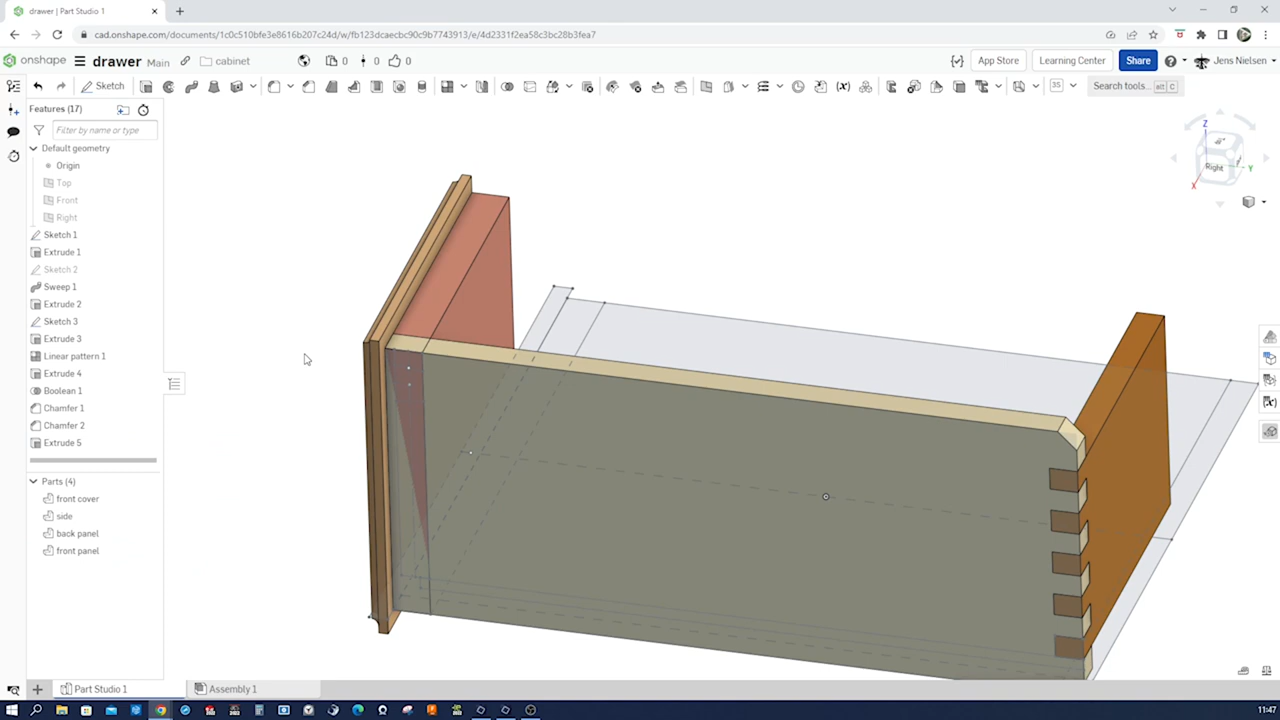 drawer | Part Studio 1
cad.onshape.com/documents/1c0c510bfe3e8616b207c24d/w/fb123dcaecbc90c9b7743913/e/4d2331f2ea58c3bc28b3fea7
onshape
drawer Main
cabinet
0
0
0
App Store
Learning Center
Share
Jens Nielsen
Sketch
Search tools...
alt
C
Features (17)
Filter by name or type
Default geometry
Origin
Top
Front
Right
Sketch 1
Extrude 1
Sketch 2
Sweep 1
Extrude 2
Sketch 3
Extrude 3
Linear pattern 1
Extrude 4
Boolean 1
Chamfer 1
Chamfer 2
Extrude 5
Parts (4)
front cover
side
back panel
front panel
Z
Right
Y
X
Part Studio 1
Assembly 1
11:47